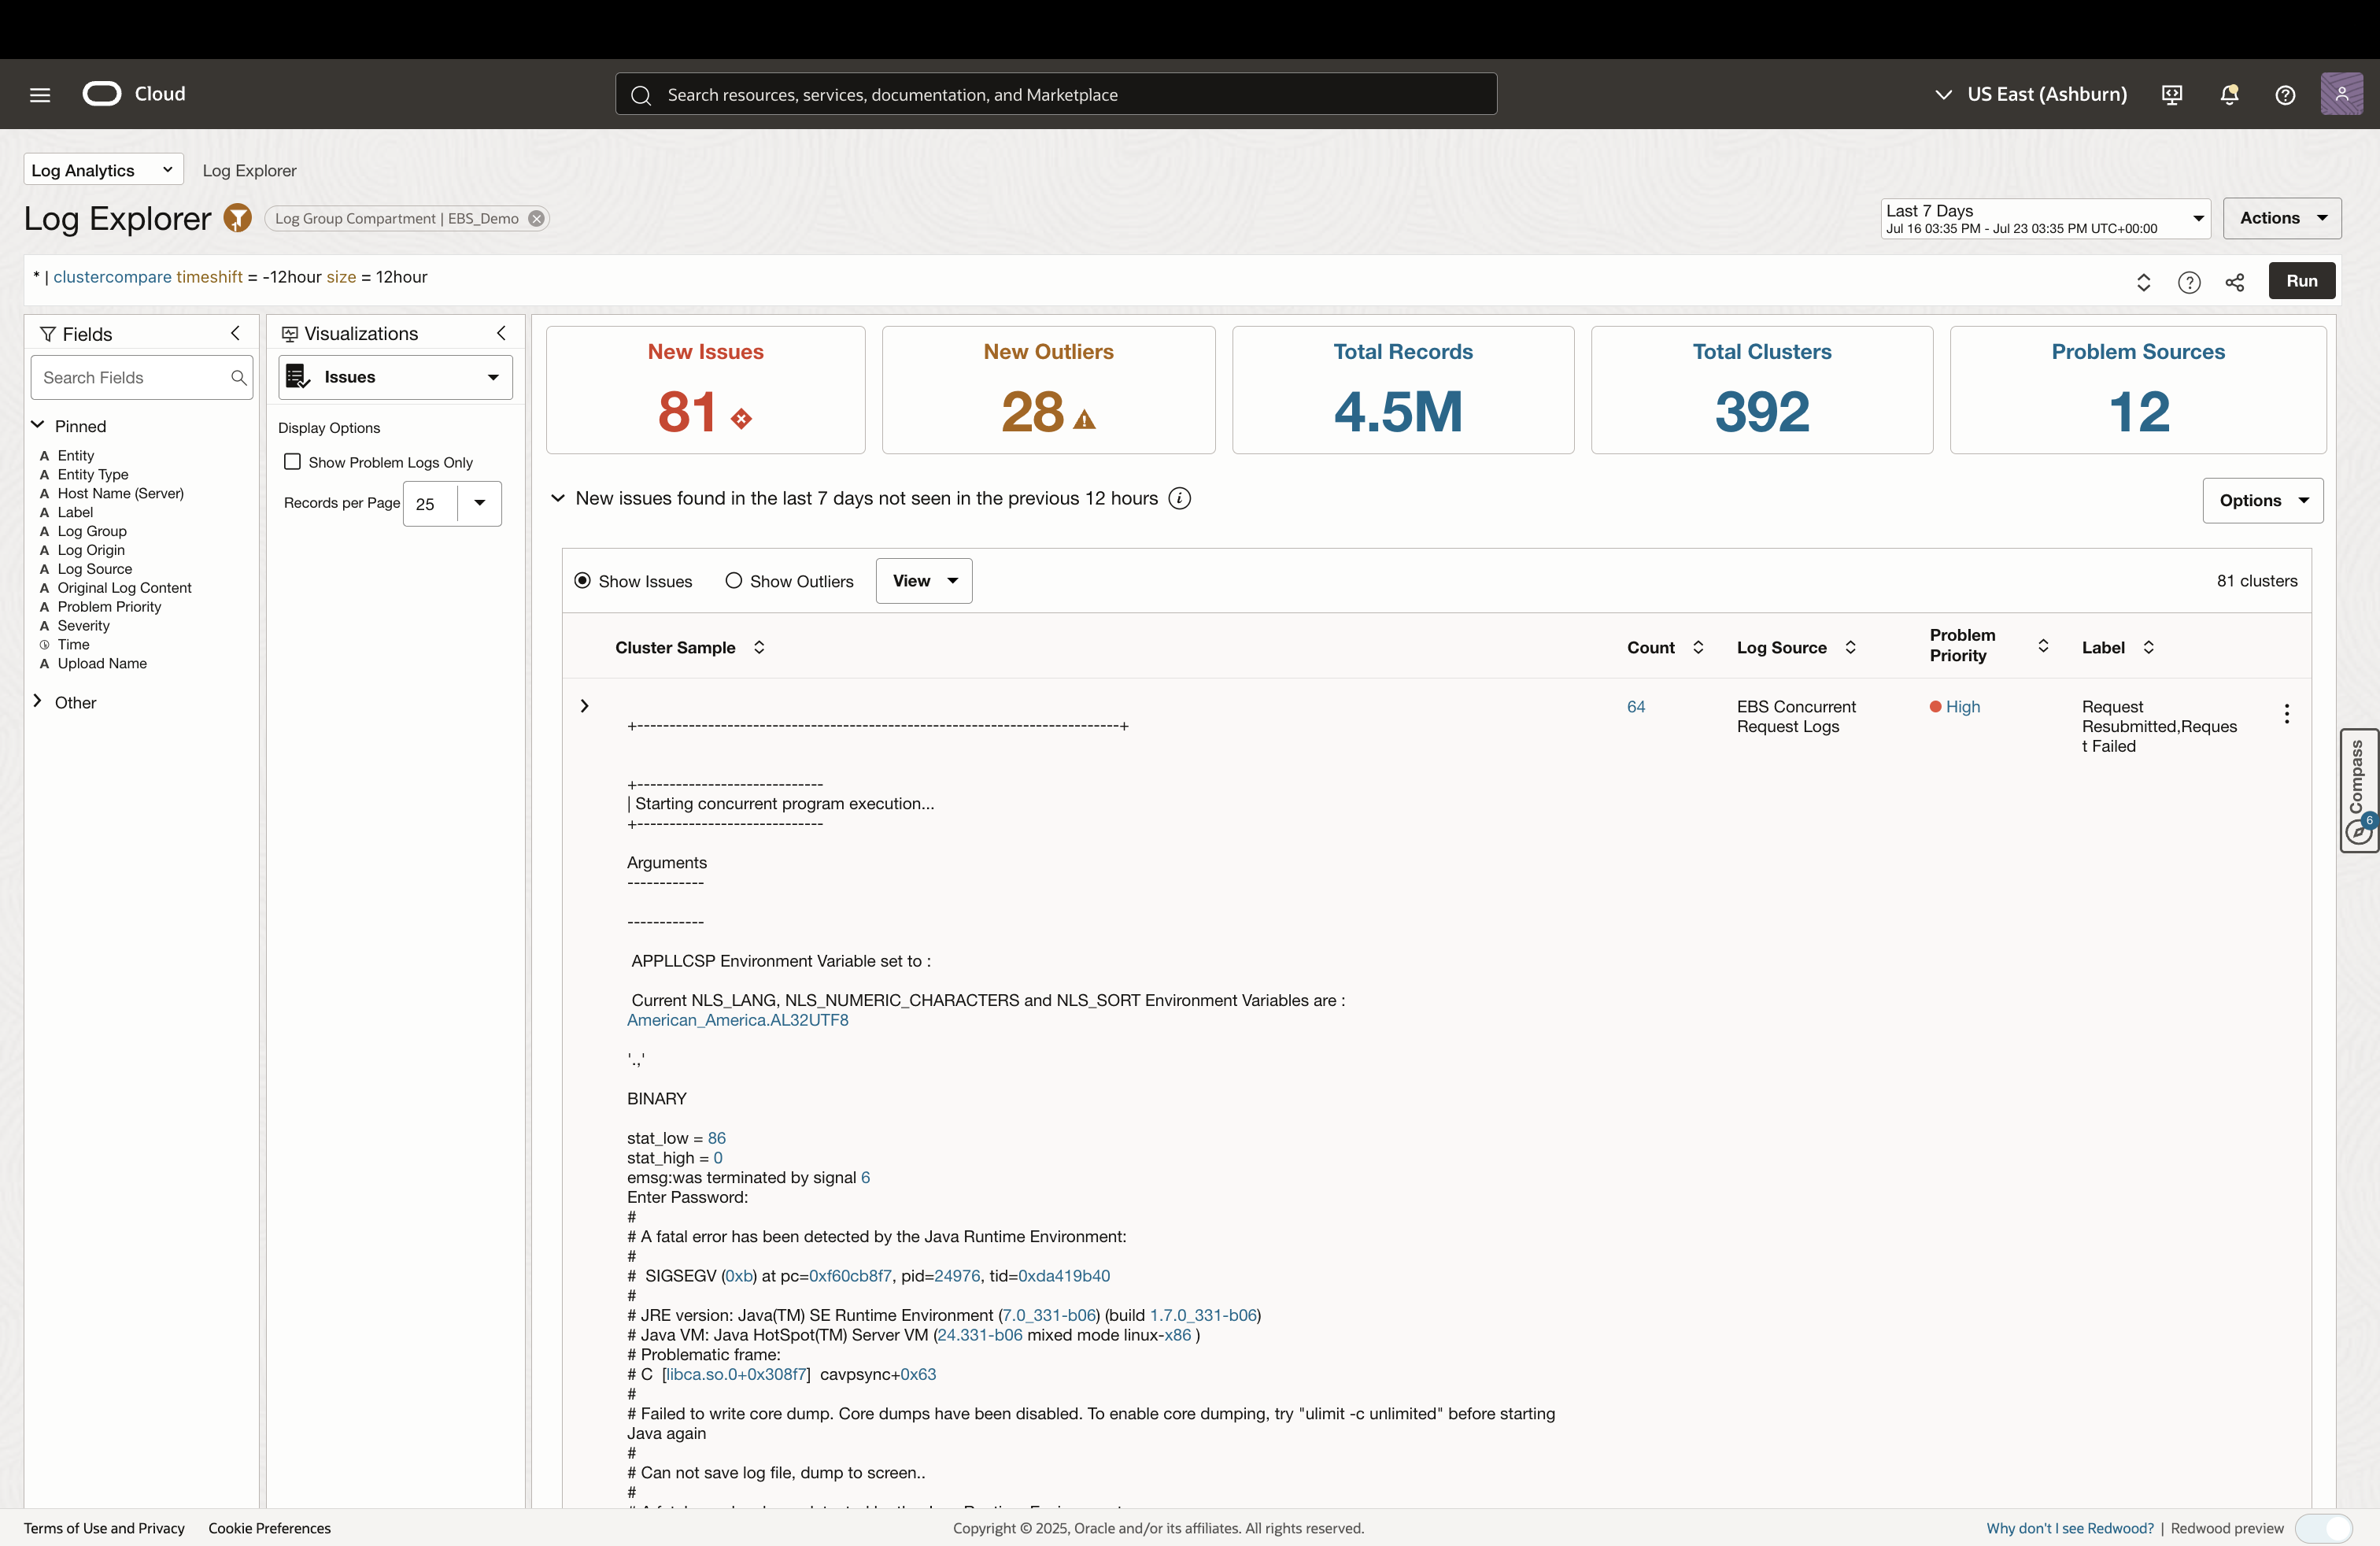 Cloud
Search resources, services, documentation, and Marketplace
US East (Ashburn)
Log Analytics
Log Explorer
Log Explorer
Log Group Compartment | EBS_Demo
Last 7 Days
Jul 16 03:35 PM - Jul 23 03:35 PM UTC+00:00
Actions
* | clustercompare timeshift = -12hour size = 12hour
Run
Fields
Search Fields
Pinned
A Entity
A Entity Type
A Host Name (Server)
A Label
A Log Group
A Log Origin
A Log Source
A Original Log Content
A Problem Priority
A Severity
Time
A Upload Name
Other
Visualizations
Issues
Display Options
Show Problem Logs Only
Records per Page 25
New Issues
81
New Outliers
28
Total Records
4.5M
Total Clusters
392
Problem Sources
12
New issues found in the last 7 days not seen in the previous 12 hours
Options
Show Issues
Show Outliers
View
81 clusters
Cluster Sample
Count
Log Source
Problem
Priority
Label
64
EBS Concurrent
Request Logs
High
Request
Resubmitted,Reques
t Failed
+---------------------------------------------------------------------------+
+-----------------------------
| Starting concurrent program execution...
+-----------------------------
Arguments
------------
------------
APPLLCSP Environment Variable set to :
Current NLS_LANG, NLS_NUMERIC_CHARACTERS and NLS_SORT Environment Variables are :
American_America.AL32UTF8
'.,'
BINARY
stat_low = 86
stat_high = 0
emsg:was terminated by signal 6
Enter Password:
#
# A fatal error has been detected by the Java Runtime Environment:
#
#  SIGSEGV (0xb) at pc=0xf60cb8f7, pid=24976, tid=0xda419b40
#
# JRE version: Java(TM) SE Runtime Environment (7.0_331-b06) (build 1.7.0_331-b06)
# Java VM: Java HotSpot(TM) Server VM (24.331-b06 mixed mode linux-x86 )
# Problematic frame:
# C  [libca.so.0+0x308f7]  cavpsync+0x63
#
# Failed to write core dump. Core dumps have been disabled. To enable core dumping, try "ulimit -c unlimited" before starting
Java again
#
# Can not save log file, dump to screen..
#
Compass
6
Terms of Use and Privacy
Cookie Preferences
Copyright © 2025, Oracle and/or its affiliates. All rights reserved.
Why don't I see Redwood? | Redwood preview